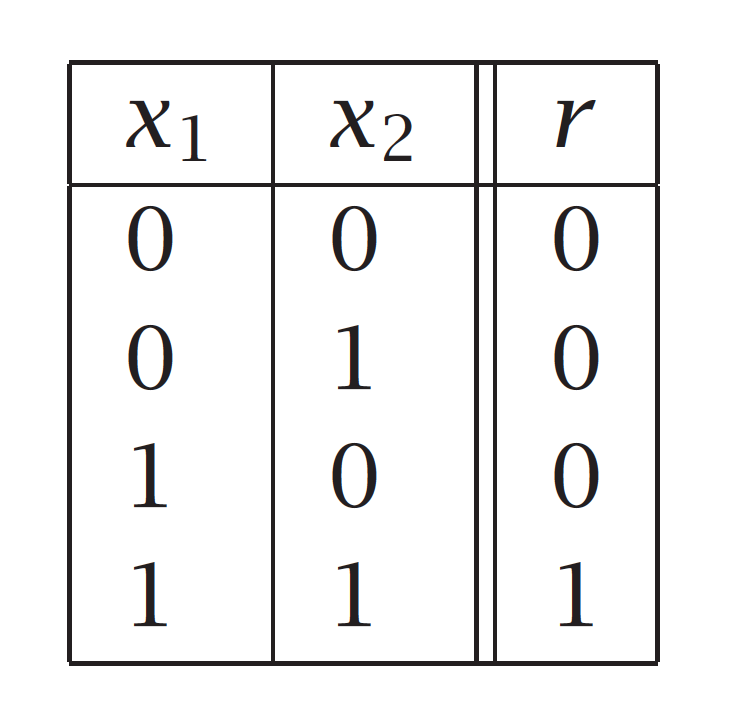 x₁ x₂ r
0 0 0
0 1 0
1 0 0
1 1 1